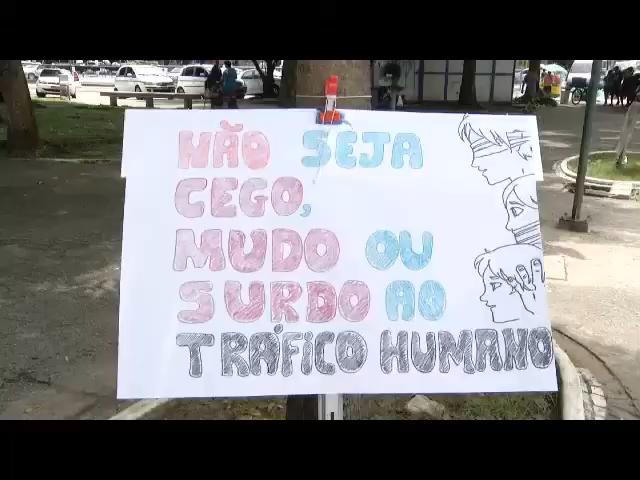 NÃO SEJA
CEGO,
MUDO OU
SURDO AO
TRÁFICO HUMANO